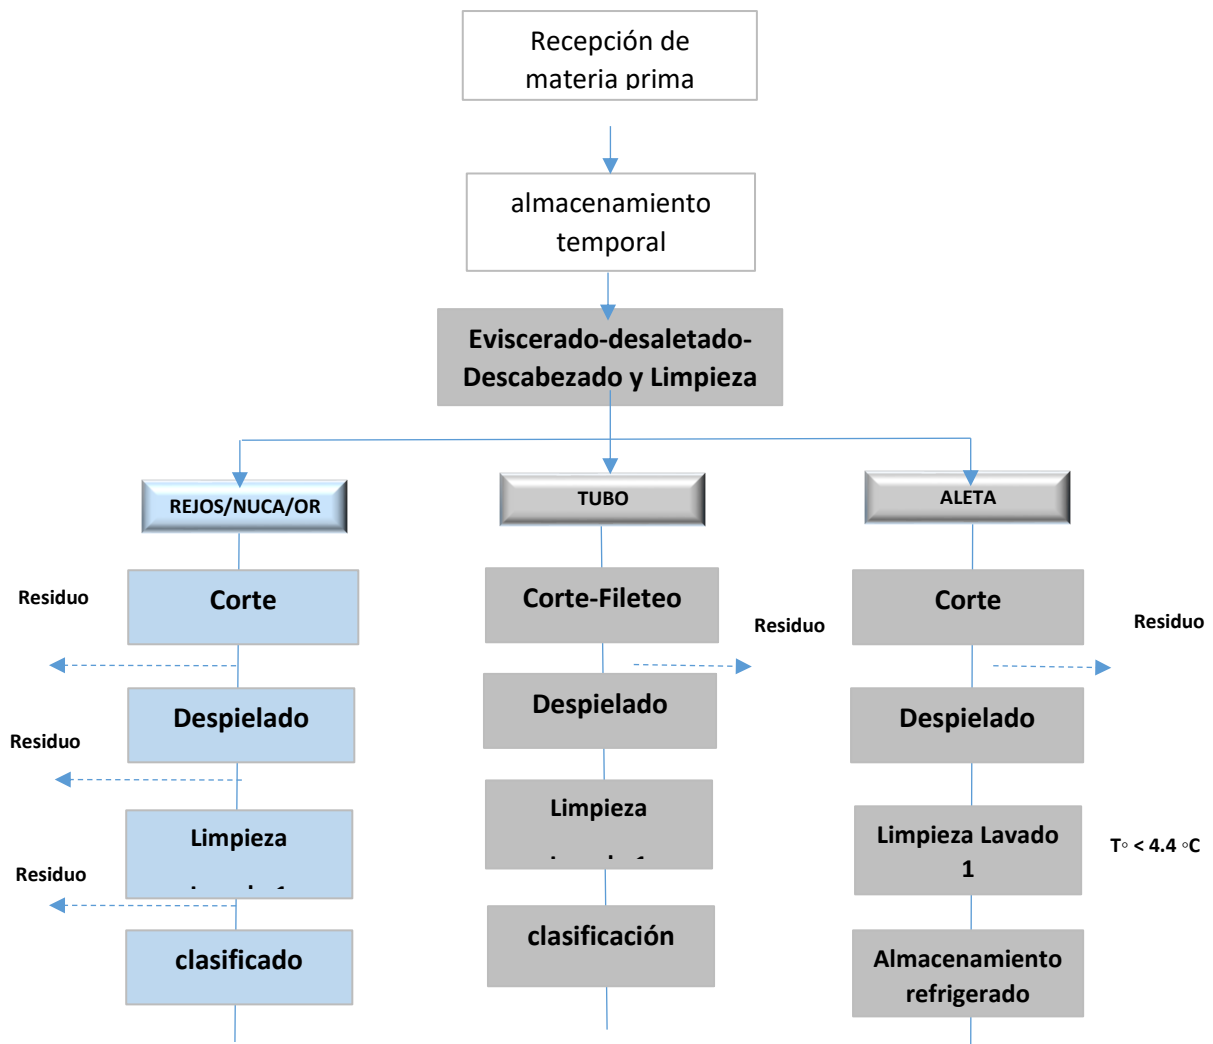 Recepción de
materia prima
almacenamiento
temporal
Eviscerado-desaletado-
Descabezado y Limpieza
REJOS/NUCA/OR
TUBO
ALETA
Residuo
Corte
Corte-Fileteo
Residuo
Corte
Residuo
Residuo
Despielado
Despielado
Despielado
Residuo
Limpieza
Limpieza
Limpieza Lavado
1
T° < 4.4 °C
clasificado
clasificación
Almacenamiento
refrigerado